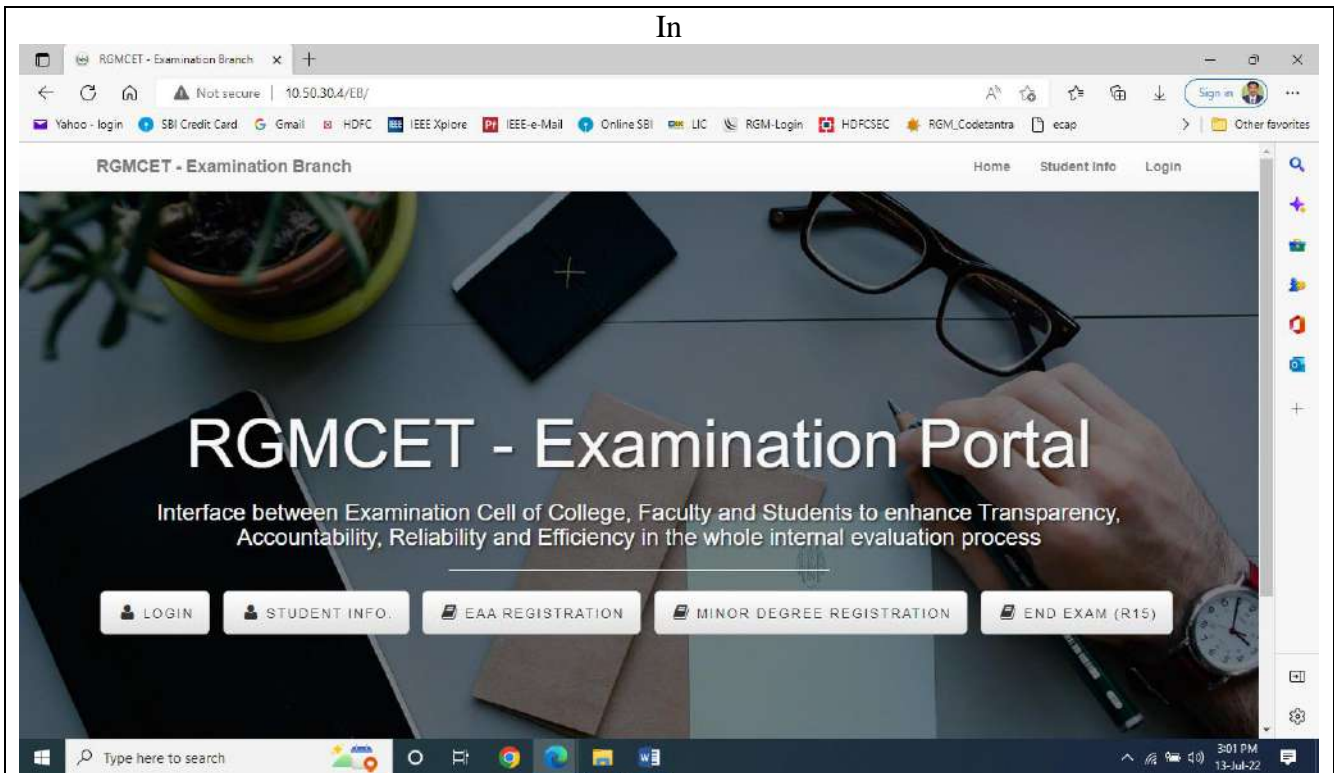 In
RGMCET - Examination Branch
Not secure | 10.50.30.4/EB/
Sign in
Yahoo - login SBI Credit Card Gmail HDFC IEEE Xplore IEEE-e-Mail Online SBI LIC RGM-Login HDFCSEC RGM_Codetantra ecap Other favorites
RGMCET - Examination Branch Home Student Info Login
RGMCET - Examination Portal
Interface between Examination Cell of College, Faculty and Students to enhance Transparency,
Accountability, Reliability and Efficiency in the whole internal evaluation process
LOGIN STUDENT INFO. EAA REGISTRATION MINOR DEGREE REGISTRATION END EXAM (R15)
Type here to search
3:01 PM
13-Jul-22